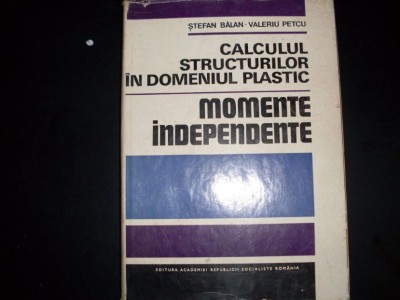 ȘTEFAN BĂLAN · VALERIU PETCU
CALCULUL
STRUCTURILOR
ÎN DOMENIUL PLASTIC
MOMENTE
iNDEPENDENTE
EDITURA ACADEMIEI REPUBLICII SOCIALISTE ROMÂNIA